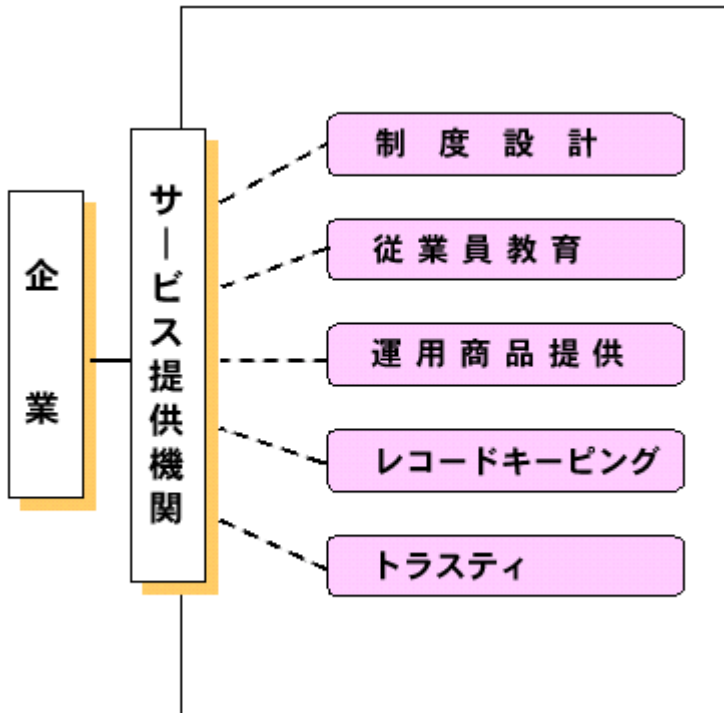 企業
サービス提供機関
制度設計
従業員教育
運用商品提供
レコードキーピング
トラスティ